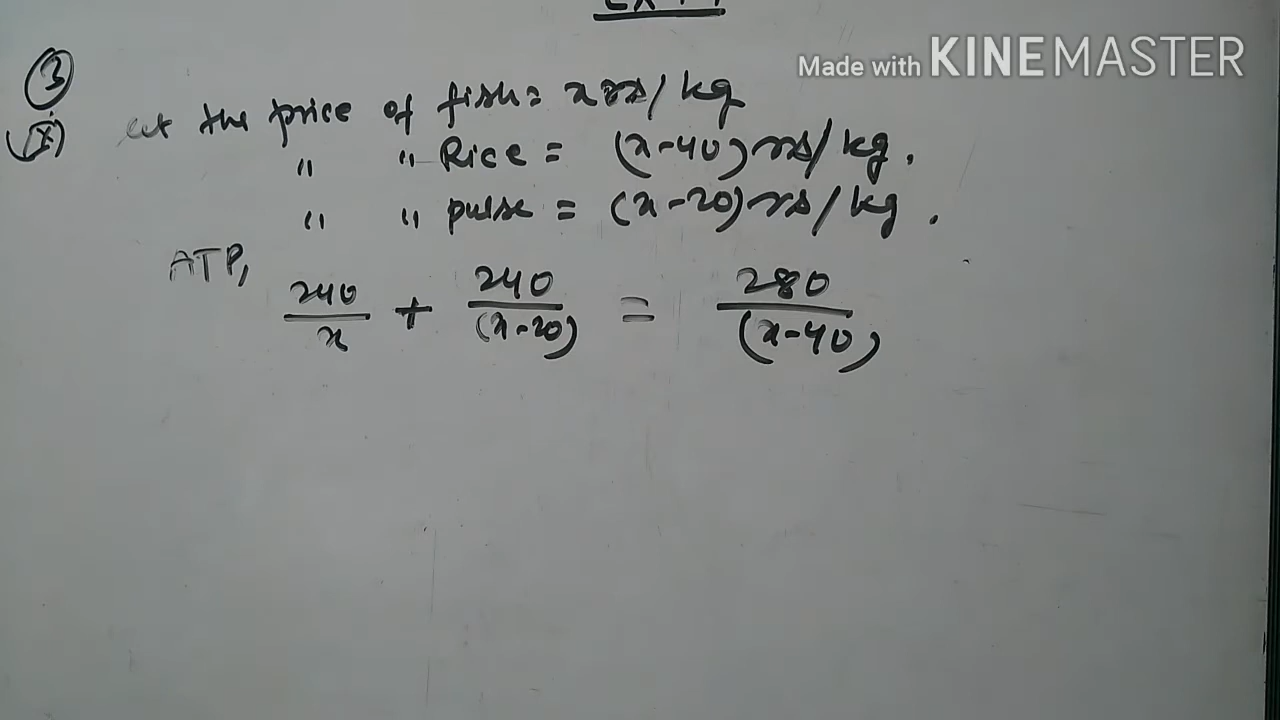 Made with KINEMASTER
③
(x) Let the price of fish = x rs/kg
" " Rice = (x-40) rs/kg.
" " pulse = (x-20) rs/kg.
ATP,
240/x + 240/(x-20) = 280/(x-40)